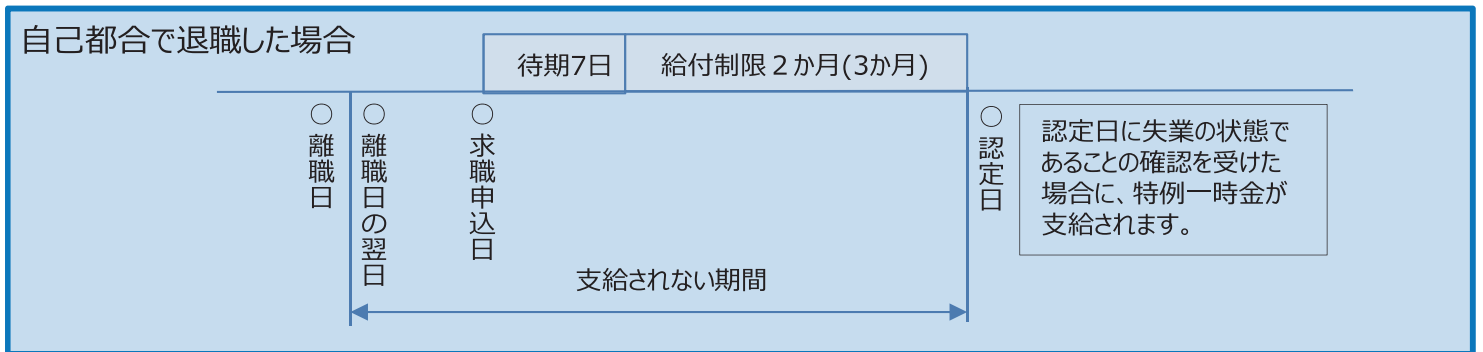 自己都合で退職した場合
待期7日
給付制限２か月(3か月)
○離職日
○離職日の翌日
○求職申込日
○認定日
認定日に失業の状態で
あることの確認を受けた
場合に、特例一時金が
支給されます。
支給されない期間